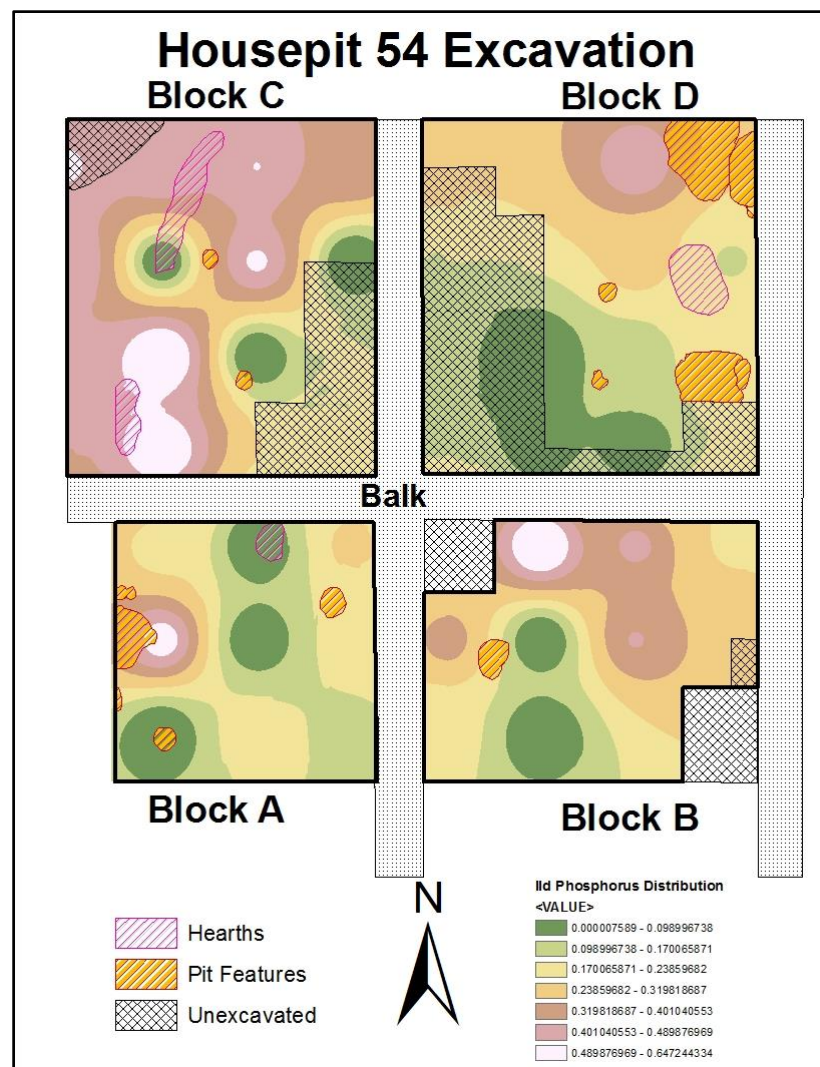 Housepit 54 Excavation
Block C
Block D
Balk
Block A
Block B
N
Hearths
Pit Features
Unexcavated
IId Phosphorus Distribution
<VALUE>
0.000007589 - 0.098996738
0.098996738 - 0.170065871
0.170065871 - 0.23859682
0.23859682 - 0.319818687
0.319818687 - 0.401040553
0.401040553 - 0.489876969
0.489876969 - 0.647244334